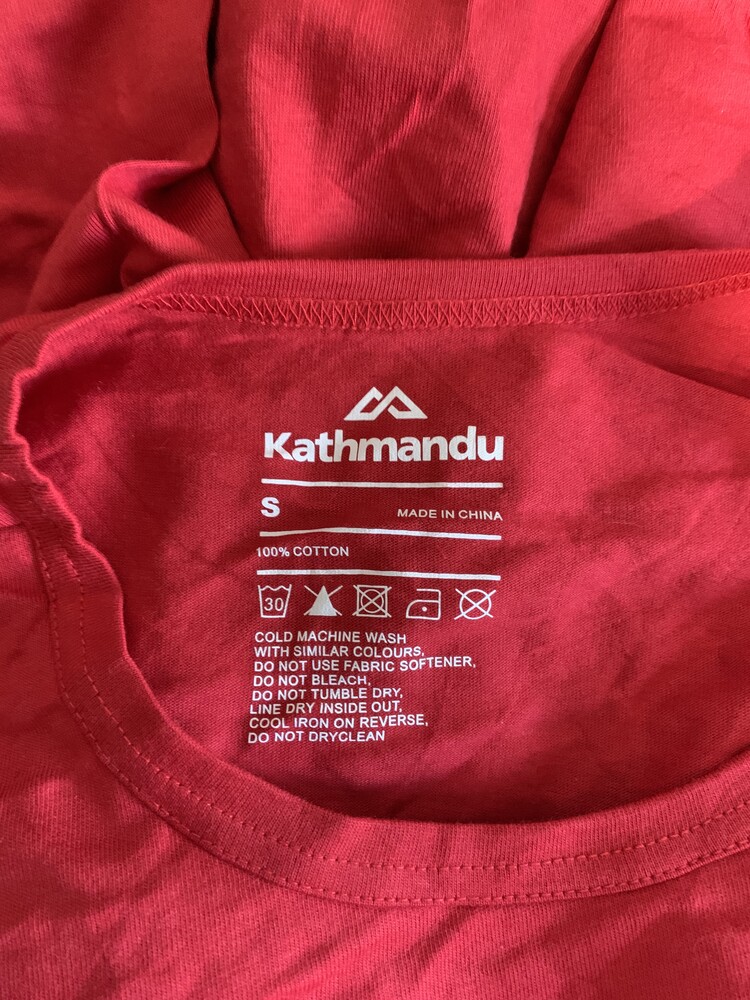 Kathmandu
S MADE IN CHINA
100% COTTON
30
COLD MACHINE WASH
WITH SIMILAR COLOURS,
DO NOT USE FABRIC SOFTENER,
DO NOT BLEACH,
DO NOT TUMBLE DRY,
LINE DRY INSIDE OUT,
COOL IRON ON REVERSE,
DO NOT DRYCLEAN